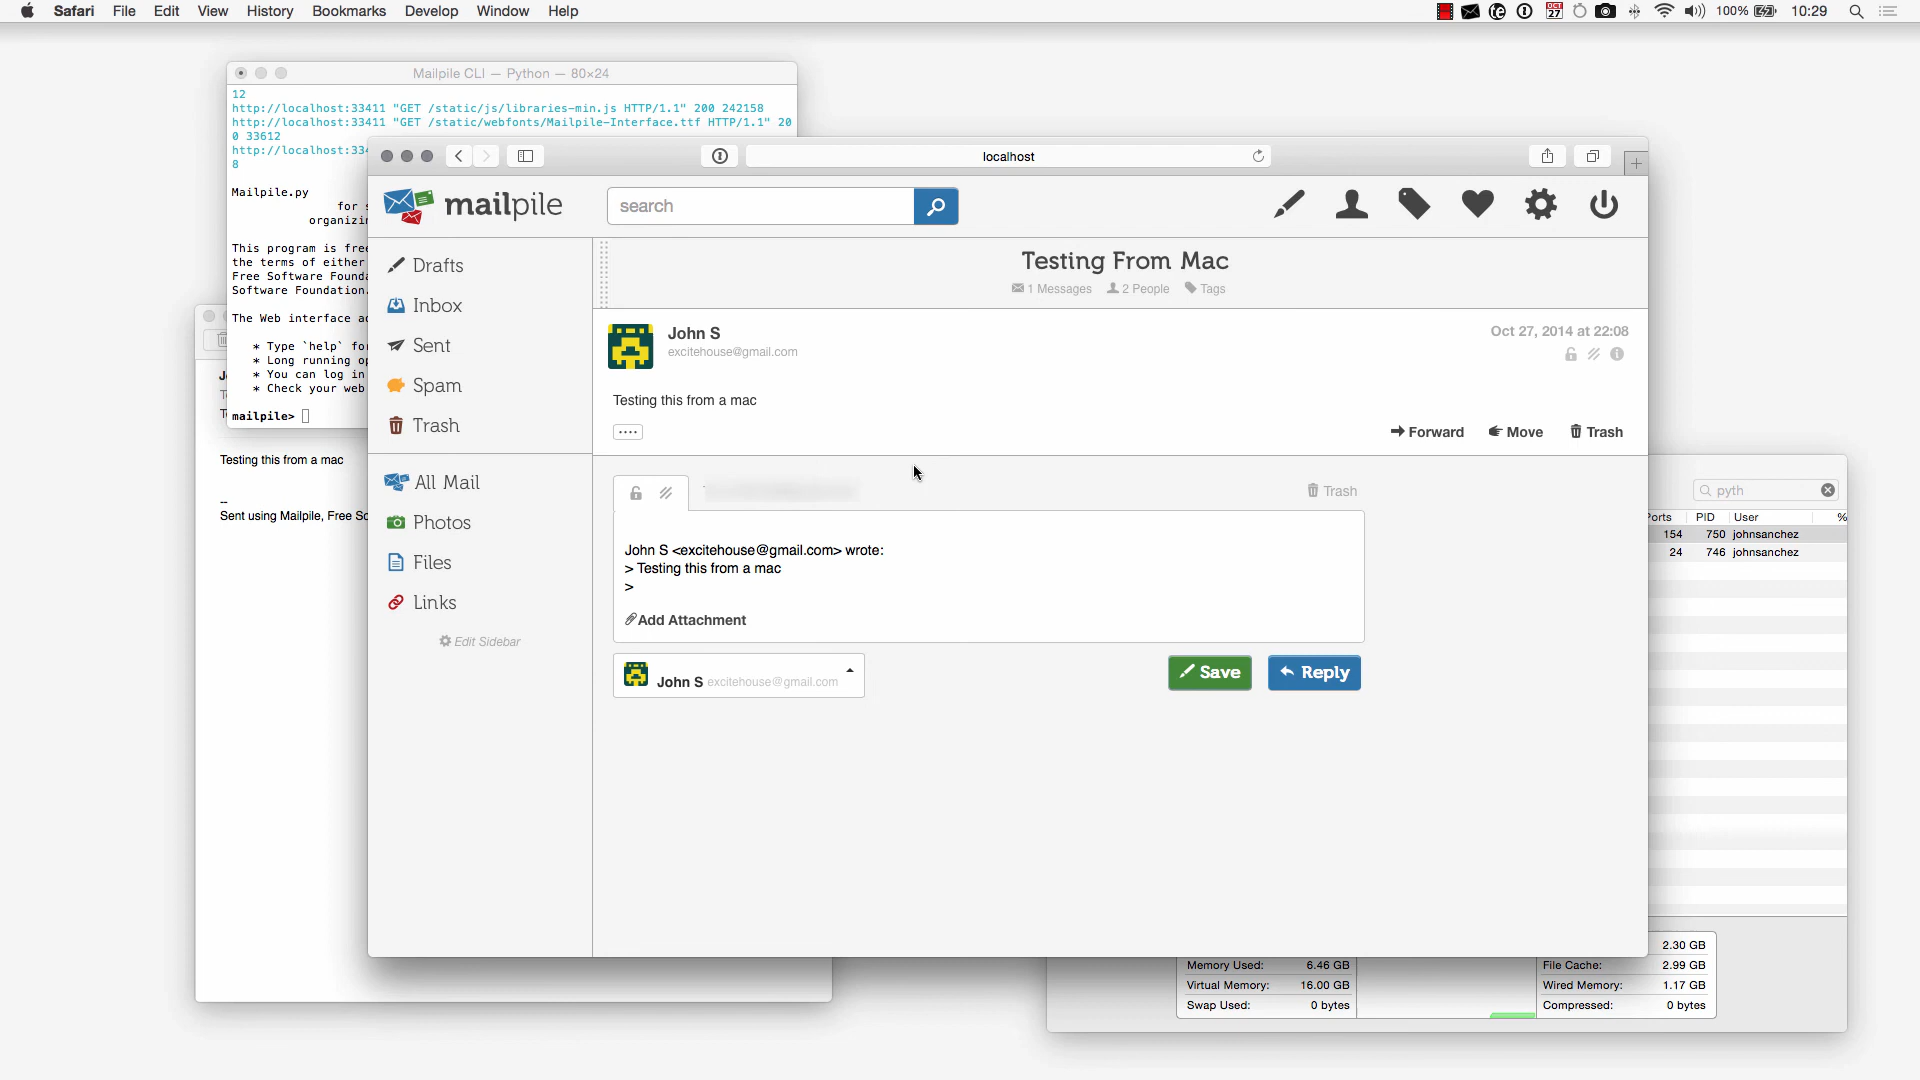 Safari File Edit View History Bookmarks Develop Window Help
OCT 27 100% 10:29
Mailpile CLI — Python — 80×24
12
http://localhost:33411 "GET /static/js/libraries-min.js HTTP/1.1" 200 242158
http://localhost:33411 "GET /static/webfonts/Mailpile-Interface.ttf HTTP/1.1" 20
0 33612
http://localhost:334
8
Mailpile.py
for s
organizin
This program is free
the terms of either
Free Software Founda
Software Foundation.
The Web interface ad
* Type `help` for
* Long running op
* You can log in
* Check your web
mailpile>
Testing this from a mac
--
Sent using Mailpile, Free So
localhost
mailpile
search
Drafts
Inbox
Sent
Spam
Trash
All Mail
Photos
Files
Links
Edit Sidebar
Testing From Mac
1 Messages 2 People Tags
John S
excitehouse@gmail.com
Oct 27, 2014 at 22:08
Testing this from a mac
....
Forward Move Trash
Trash
John S <excitehouse@gmail.com> wrote:
> Testing this from a mac
>
Add Attachment
John S excitehouse@gmail.com
Save Reply
pyth
Ports PID User %
154 750 johnsanchez
24 746 johnsanchez
2.30 GB
Memory Used: 6.46 GB File Cache: 2.99 GB
Virtual Memory: 16.00 GB Wired Memory: 1.17 GB
Swap Used: 0 bytes Compressed: 0 bytes